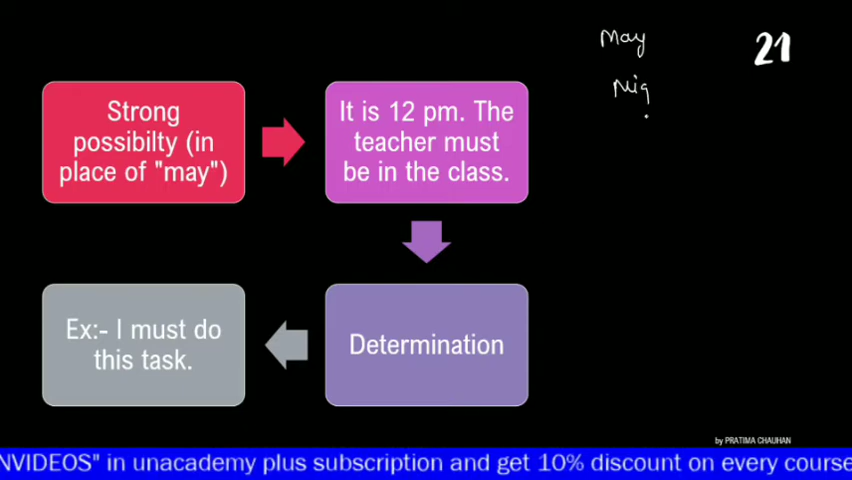 May
21
Mig
Strong
possibilty (in
place of "may")
It is 12 pm. The
teacher must
be in the class.
Ex:- I must do
this task.
Determination
by PRATIMA CHAUHAN
NVIDEOS" in unacademy plus subscription and get 10% discount on every course